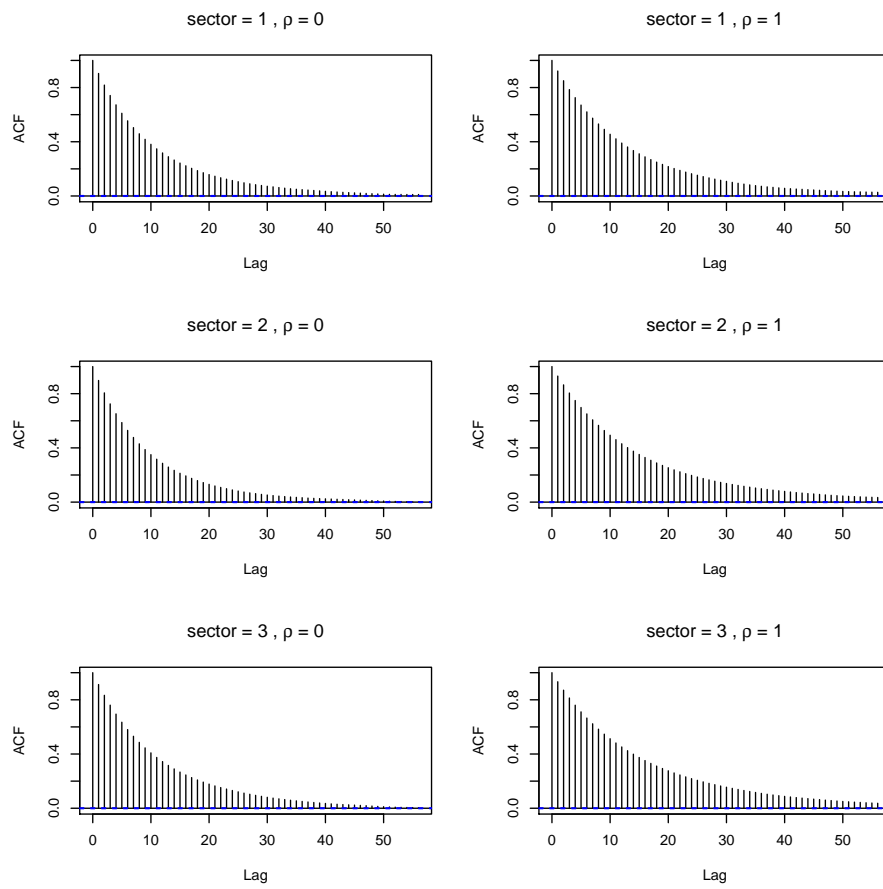 sector = 1 , ρ = 0
ACF
0.0 0.4 0.8
0 10 20 30 40 50
Lag
sector = 1 , ρ = 1
ACF
0.0 0.4 0.8
0 10 20 30 40 50
Lag
sector = 2 , ρ = 0
ACF
0.0 0.4 0.8
0 10 20 30 40 50
Lag
sector = 2 , ρ = 1
ACF
0.0 0.4 0.8
0 10 20 30 40 50
Lag
sector = 3 , ρ = 0
ACF
0.0 0.4 0.8
0 10 20 30 40 50
Lag
sector = 3 , ρ = 1
ACF
0.0 0.4 0.8
0 10 20 30 40 50
Lag